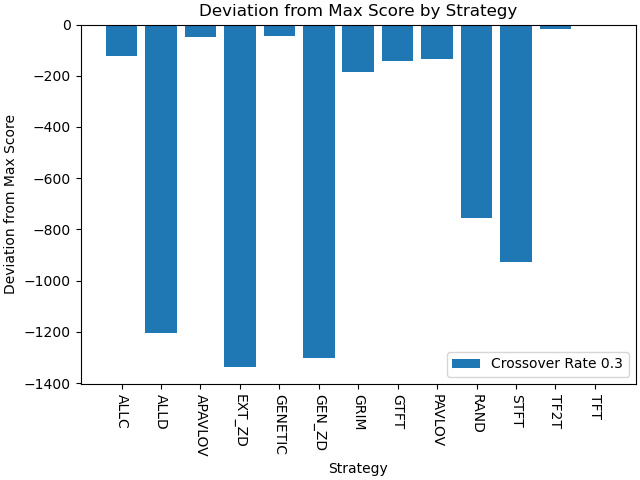 Deviation from Max Score by Strategy
Deviation from Max Score
0
−200
−400
−600
−800
−1000
−1200
−1400
Crossover Rate 0.3
ALLC
ALLD
APAVLOV
EXT_ZD
GENETIC
GEN_ZD
GRIM
GTFT
PAVLOV
RAND
STFT
TF2T
TFT
Strategy